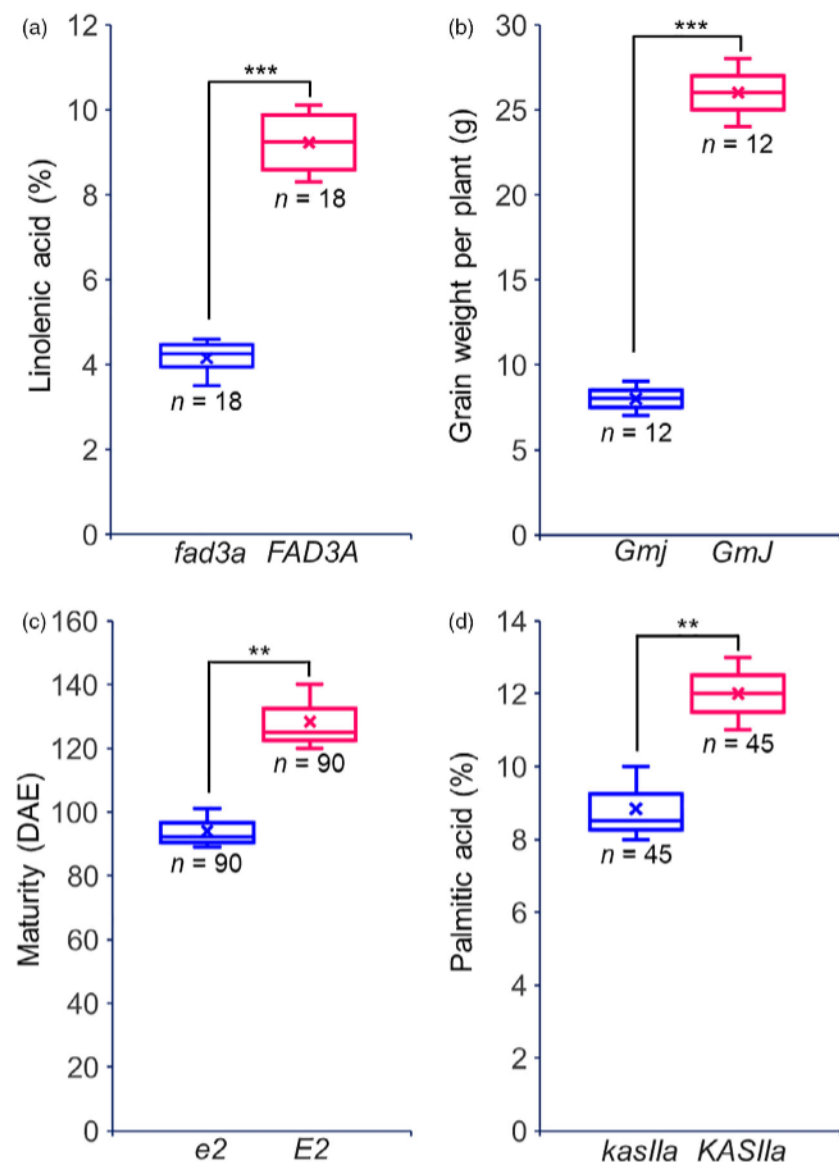 (a)
Linolenic acid (%)
12
10
8
6
4
2
0
***
n = 18
n = 18
fad3a FAD3A
(b)
Grain weight per plant (g)
30
25
20
15
10
5
0
***
n = 12
n = 12
Gmj GmJ
(c)
Maturity (DAE)
160
140
120
100
80
60
40
20
0
**
n = 90
n = 90
e2 E2
(d)
Palmitic acid (%)
14
12
10
8
6
4
2
0
**
n = 45
n = 45
kasIIa KASIIa